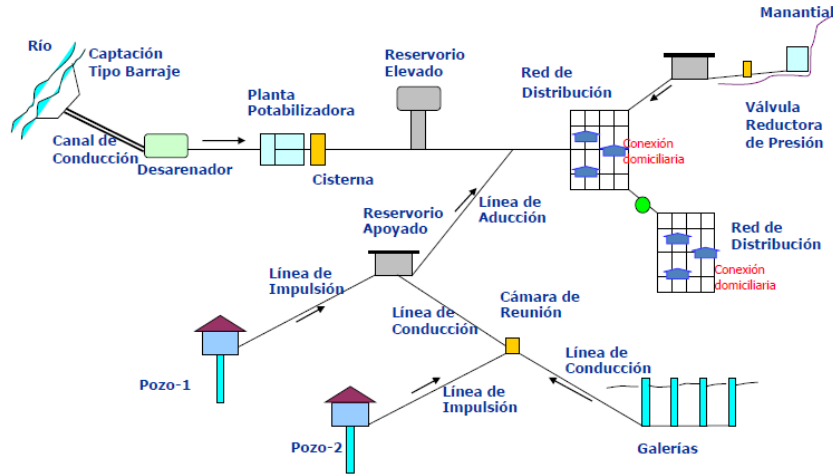 Río
Captación
Tipo Barraje
Canal de
Conducción
Desarenador
Planta
Potabilizadora
Cisterna
Reservorio
Elevado
Red de
Distribución
Manantial
Válvula
Reductora
de Presión
Conexión
domiciliaria
Reservorio
Apoyado
Línea de
Aducción
Red de
Distribución
Conexión
domiciliaria
Línea de
Impulsión
Línea de
Conducción
Cámara de
Reunión
Línea de
Conducción
Pozo-1
Línea de
Impulsión
Pozo-2
Galerías